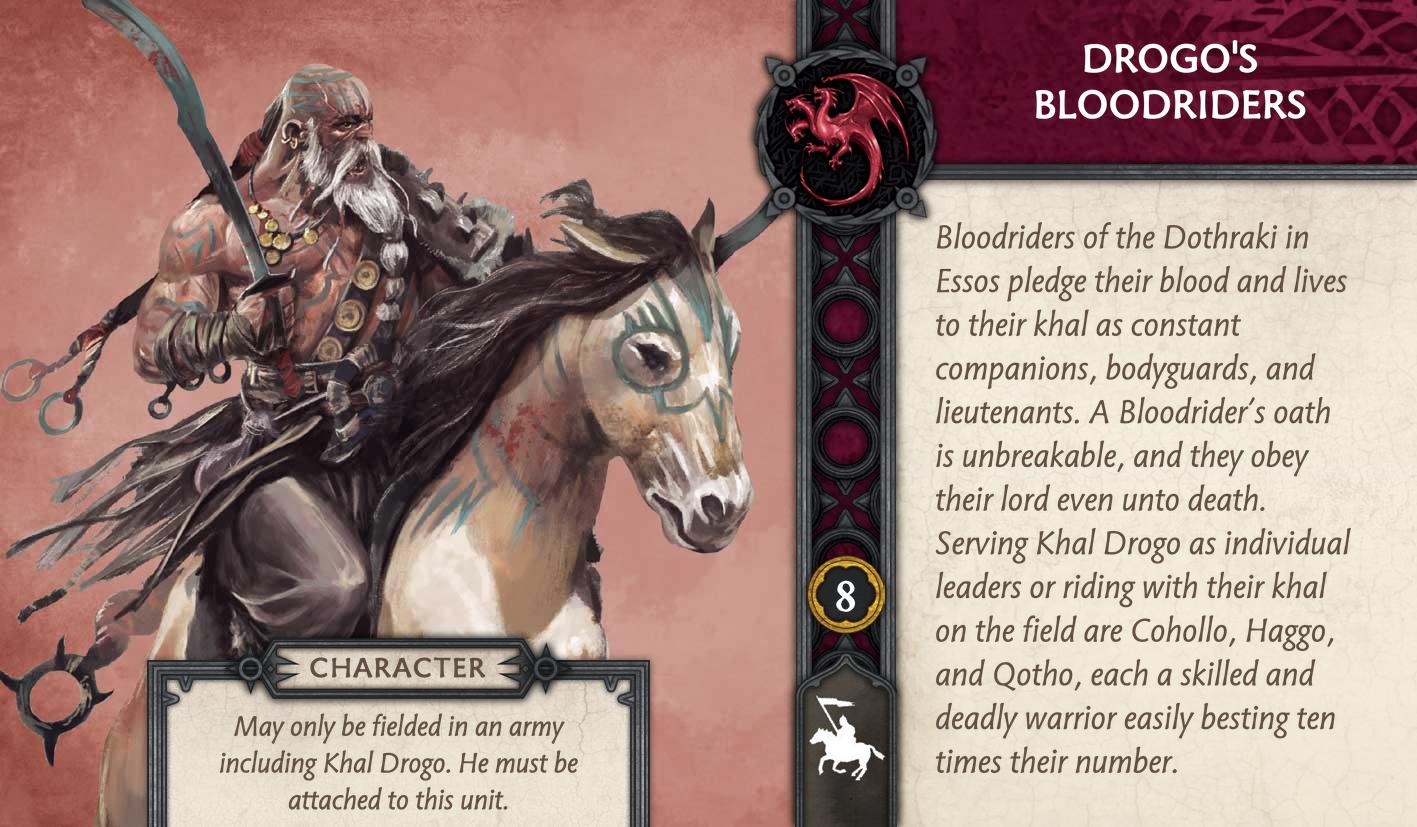 DROGO'S
BLOODRIDERS
Bloodriders of the Dothraki in
Essos pledge their blood and lives
to their khal as constant
companions, bodyguards, and
lieutenants. A Bloodrider's oath
is unbreakable, and they obey
their lord even unto death.
Serving Khal Drogo as individual
leaders or riding with their khal
on the field are Cohollo, Haggo,
and Qotho, each a skilled and
deadly warrior easily besting ten
times their number.
8
CHARACTER
May only be fielded in an army
including Khal Drogo. He must be
attached to this unit.